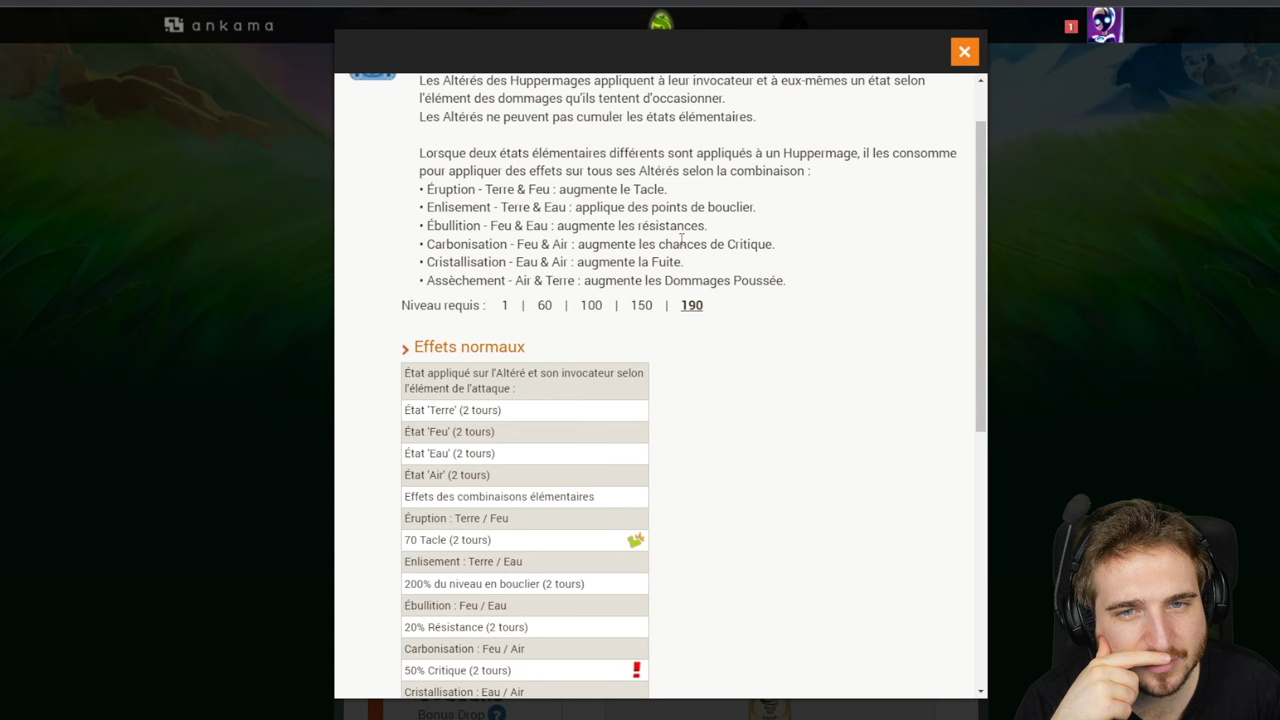 ankama
1
Les Altérés des Huppermages appliquent à leur invocateur et à eux-mêmes un état selon
l'élément des dommages qu'ils tentent d'occasionner.
Les Altérés ne peuvent pas cumuler les états élémentaires.
Lorsque deux états élémentaires différents sont appliqués à un Huppermage, il les consomme
pour appliquer des effets sur tous ses Altérés selon la combinaison :
• Éruption - Terre & Feu : augmente le Tacle.
• Enlisement - Terre & Eau : applique des points de bouclier.
• Ébullition - Feu & Eau : augmente les résistances.
• Carbonisation - Feu & Air : augmente les chances de Critique.
• Cristallisation - Eau & Air : augmente la Fuite.
• Assèchement - Air & Terre : augmente les Dommages Poussée.
Niveau requis : 1 | 60 | 100 | 150 | 190
Effets normaux
État appliqué sur l'Altéré et son invocateur selon
l'élément de l'attaque :
État 'Terre' (2 tours)
État 'Feu' (2 tours)
État 'Eau' (2 tours)
État 'Air' (2 tours)
Effets des combinaisons élémentaires
Éruption : Terre / Feu
70 Tacle (2 tours)
Enlisement : Terre / Eau
200% du niveau en bouclier (2 tours)
Ébullition : Feu / Eau
20% Résistance (2 tours)
Carbonisation : Feu / Air
50% Critique (2 tours)
Cristallisation : Eau / Air
Bonus Drop ?